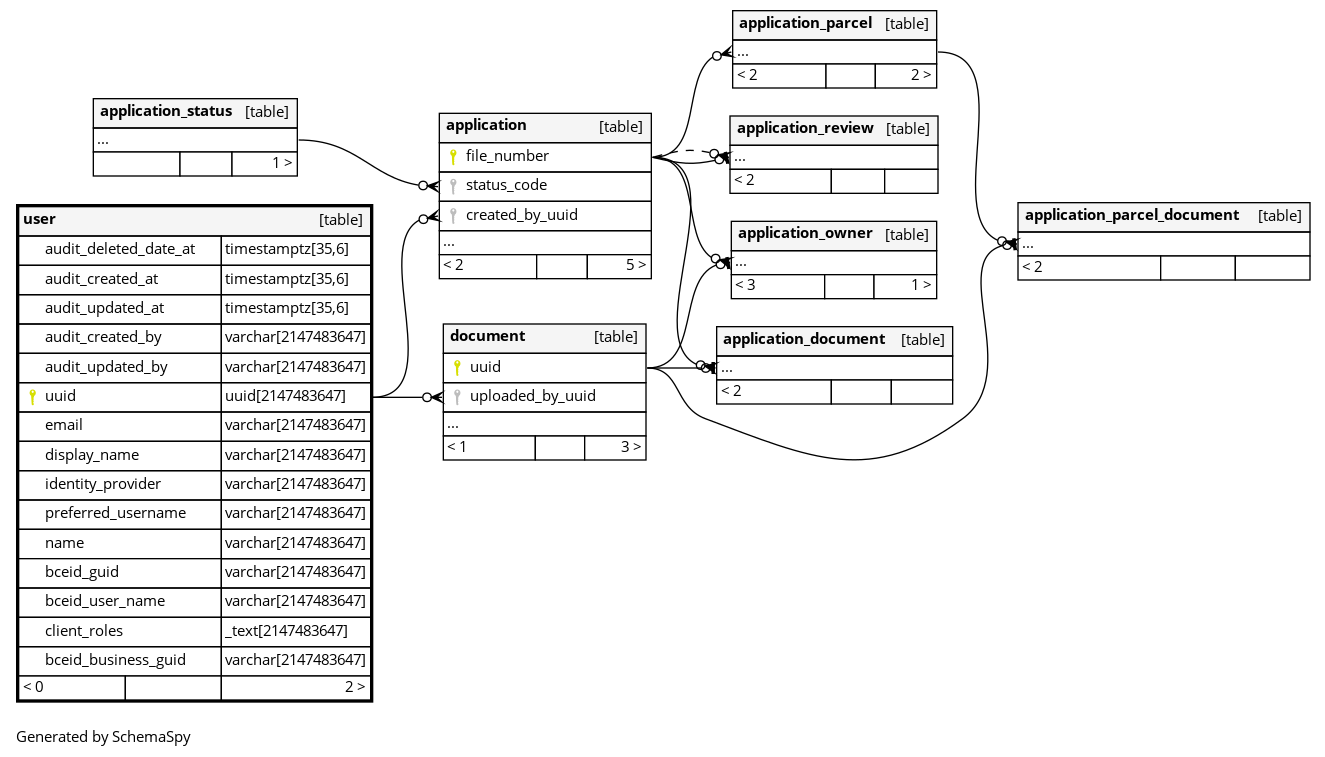 application_status [table]
...
1 >
user [table]
audit_deleted_date_at timestamptz[35,6]
audit_created_at timestamptz[35,6]
audit_updated_at timestamptz[35,6]
audit_created_by varchar[2147483647]
audit_updated_by varchar[2147483647]
uuid uuid[2147483647]
email varchar[2147483647]
display_name varchar[2147483647]
identity_provider varchar[2147483647]
preferred_username varchar[2147483647]
name varchar[2147483647]
bceid_guid varchar[2147483647]
bceid_user_name varchar[2147483647]
client_roles _text[2147483647]
bceid_business_guid varchar[2147483647]
< 0 2 >
application [table]
file_number
status_code
created_by_uuid
...
< 2 5 >
document [table]
uuid
uploaded_by_uuid
...
< 1 3 >
application_parcel [table]
...
< 2 2 >
application_review [table]
...
< 2
application_owner [table]
...
< 3 1 >
application_document [table]
...
< 2
application_parcel_document [table]
...
< 2
Generated by SchemaSpy